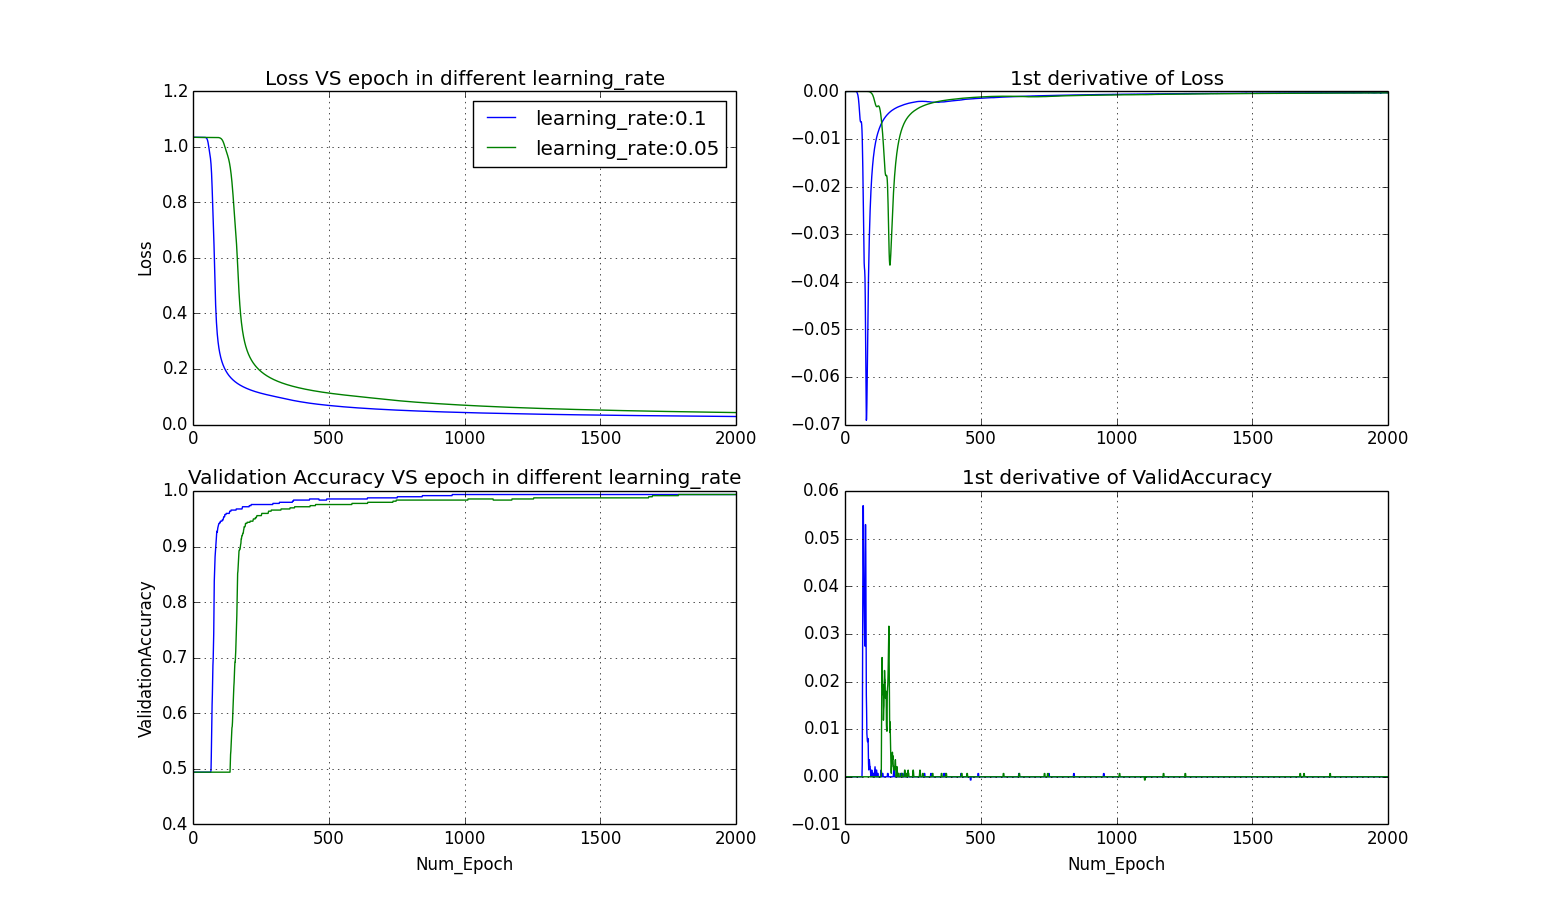 Loss VS epoch in different learning_rate
1.2
1.0
0.8
0.6
0.4
0.2
0.0
Loss
learning_rate:0.1
learning_rate:0.05
0 500 1000 1500 2000
1st derivative of Loss
0.00
−0.01
−0.02
−0.03
−0.04
−0.05
−0.06
−0.07
0 500 1000 1500 2000
Validation Accuracy VS epoch in different learning_rate
1.0
0.9
0.8
0.7
0.6
0.5
0.4
ValidationAccuracy
0 500 1000 1500 2000
Num_Epoch
1st derivative of ValidAccuracy
0.06
0.05
0.04
0.03
0.02
0.01
0.00
−0.01
0 500 1000 1500 2000
Num_Epoch